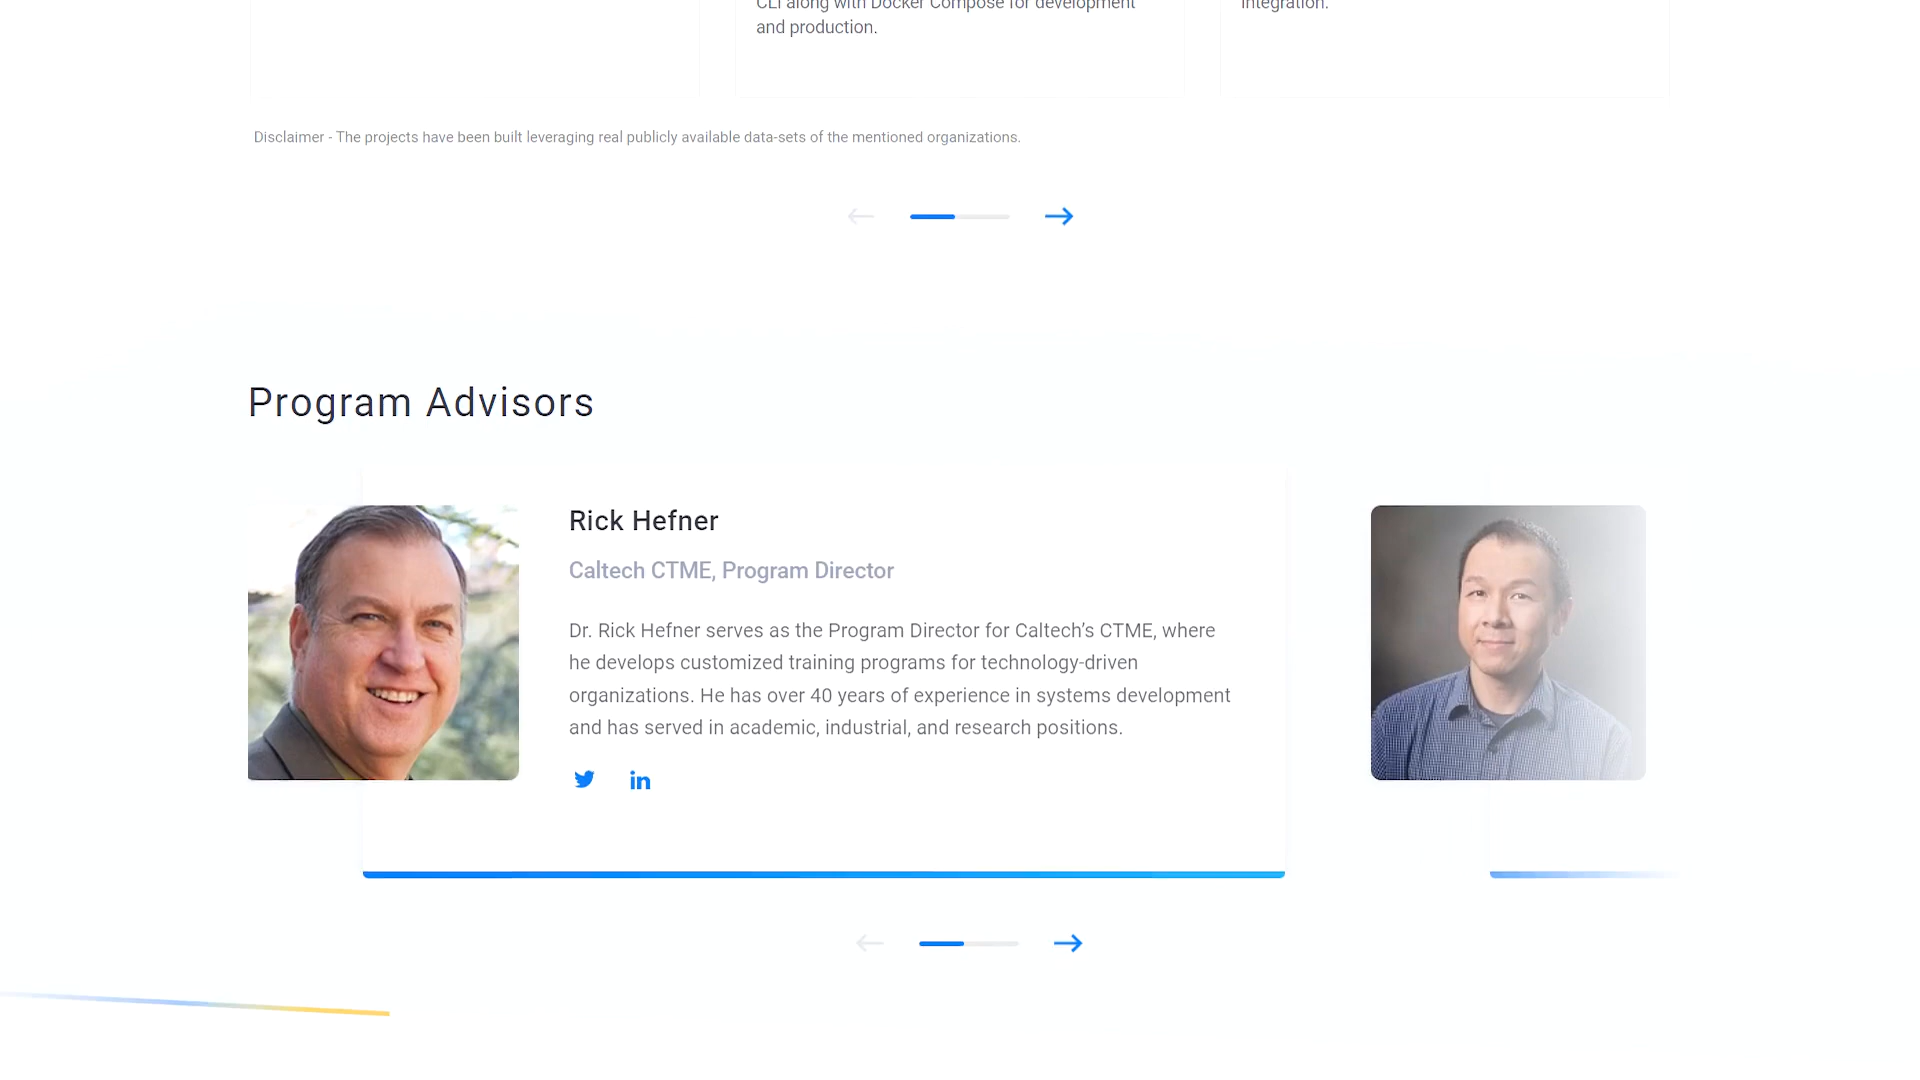 CLI along with Docker Compose for development
and production.
integration.
Disclaimer - The projects have been built leveraging real publicly available data-sets of the mentioned organizations.
Program Advisors
Rick Hefner
Caltech CTME, Program Director
Dr. Rick Hefner serves as the Program Director for Caltech’s CTME, where
he develops customized training programs for technology-driven
organizations. He has over 40 years of experience in systems development
and has served in academic, industrial, and research positions.